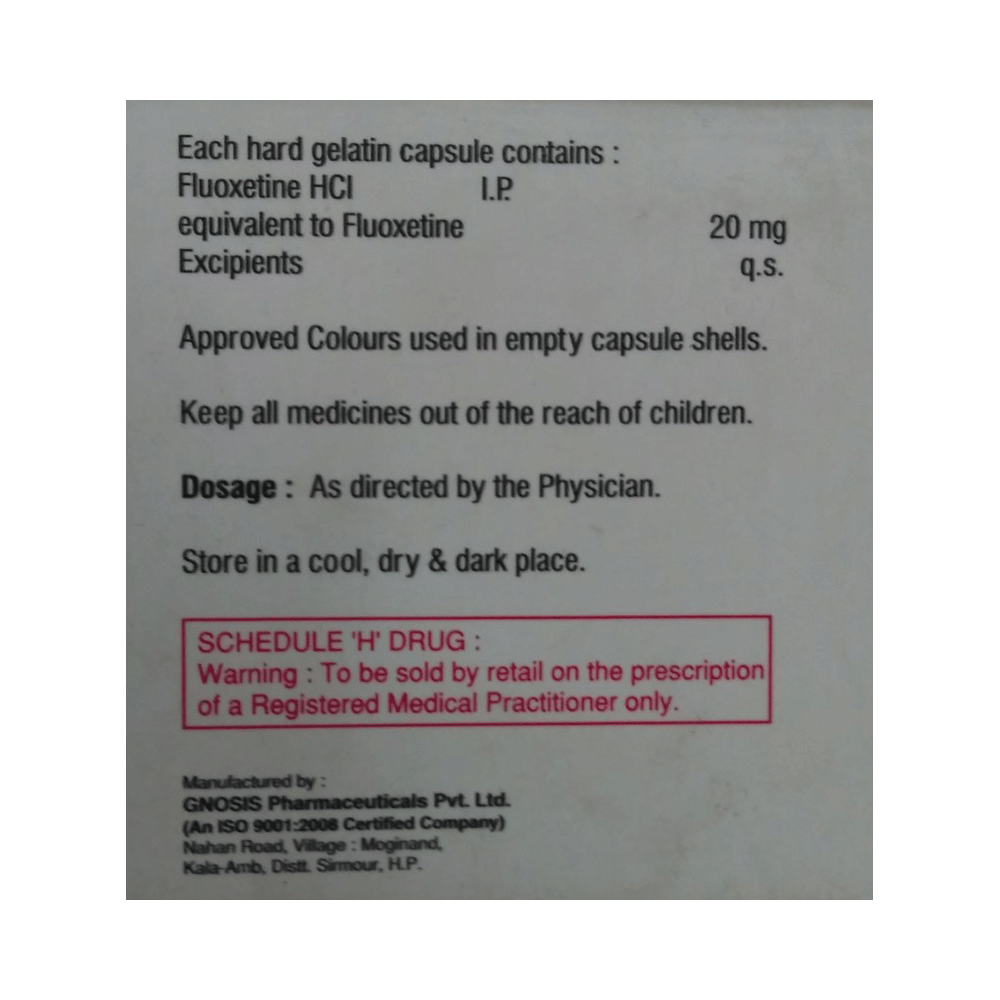 Each hard gelatin capsule contains :
Fluoxetine HCl I.P.
equivalent to Fluoxetine 20 mg
Excipients q.s.
Approved Colours used in empty capsule shells.
Keep all medicines out of the reach of children.
Dosage : As directed by the Physician.
Store in a cool, dry & dark place.
SCHEDULE 'H' DRUG :
Warning : To be sold by retail on the prescription
of a Registered Medical Practitioner only.
Manufactured by :
GNOSIS Pharmaceuticals Pvt. Ltd.
(An ISO 9001:2008 Certified Company)
Nahan Road, Village : Moginand,
Kala-Amb, Distt. Sirmour, H.P.